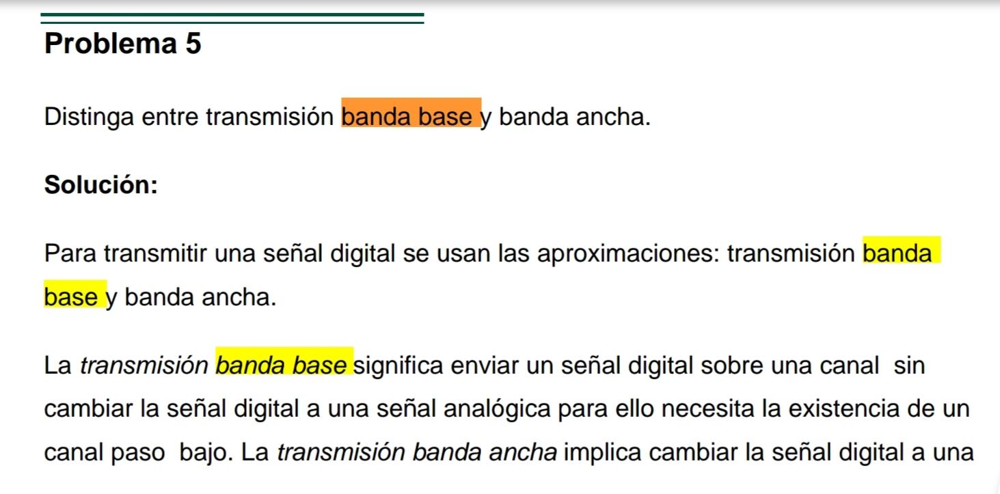 Problema 5
Distinga entre transmisión banda base y banda ancha.
Solución:
Para transmitir una señal digital se usan las aproximaciones: transmisión banda
base y banda ancha.
La transmisión banda base significa enviar un señal digital sobre una canal  sin
cambiar la señal digital a una señal analógica para ello necesita la existencia de un
canal paso  bajo. La transmisión banda ancha implica cambiar la señal digital a una